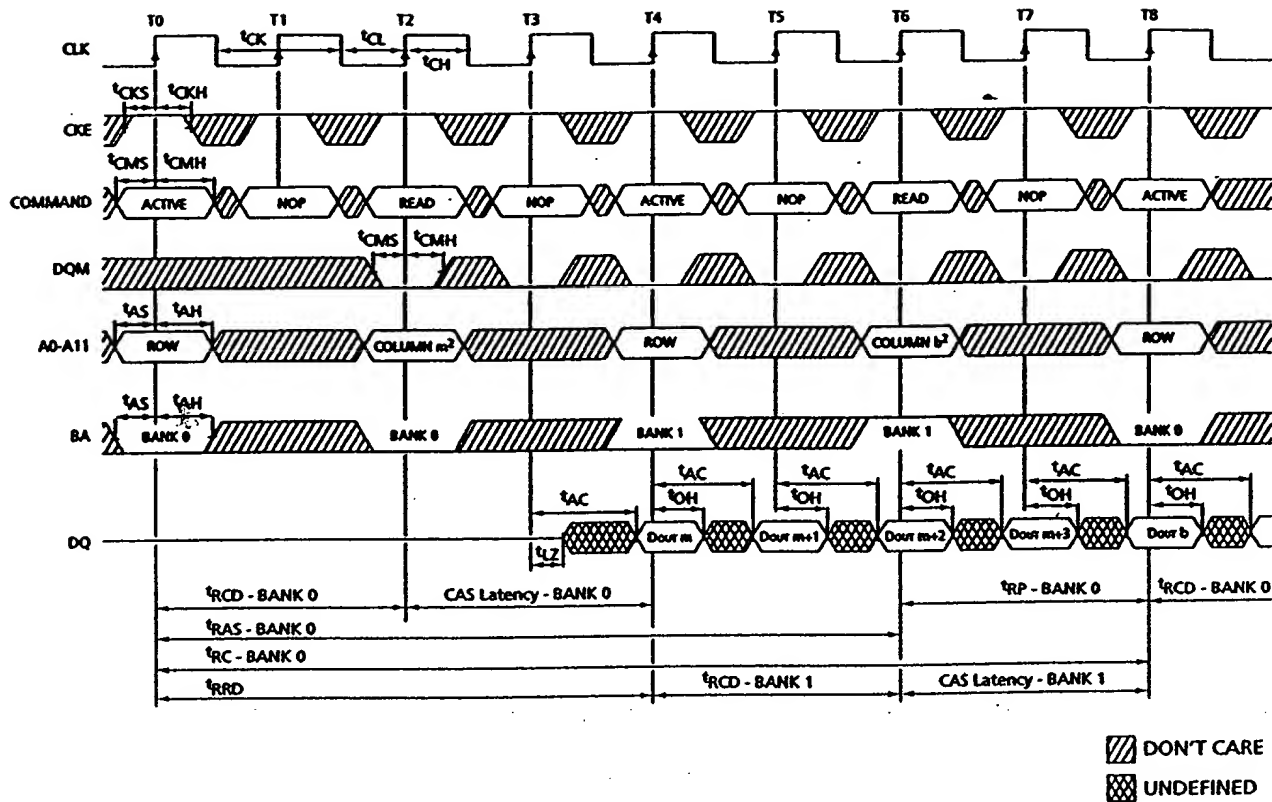 T0 T1 T2 T3 T4 T5 T6 T7 T8
CLK
tCK tCL
tCH
tCKS tCKH
CKE
tCMS tCMH
COMMAND ACTIVE NOP READ NOP ACTIVE NOP READ NOP ACTIVE
tCMS tCMH
DQM
tAS tAH
A0-A11 ROW COLUMN m² ROW COLUMN b² ROW
tAS tAH
BA BANK 0 BANK 0 BANK 1 BANK 1 BANK 0
tAC tAC tAC tAC tAC tAC
tOH tOH tOH tOH tOH
DQ DOUT m DOUT m+1 DOUT m+2 DOUT m+3 DOUT b
tLZ
tRCD - BANK 0 CAS Latency - BANK 0 tRP - BANK 0 tRCD - BANK 0
tRAS - BANK 0
tRC - BANK 0
tRRD tRCD - BANK 1 CAS Latency - BANK 1
DON'T CARE
UNDEFINED